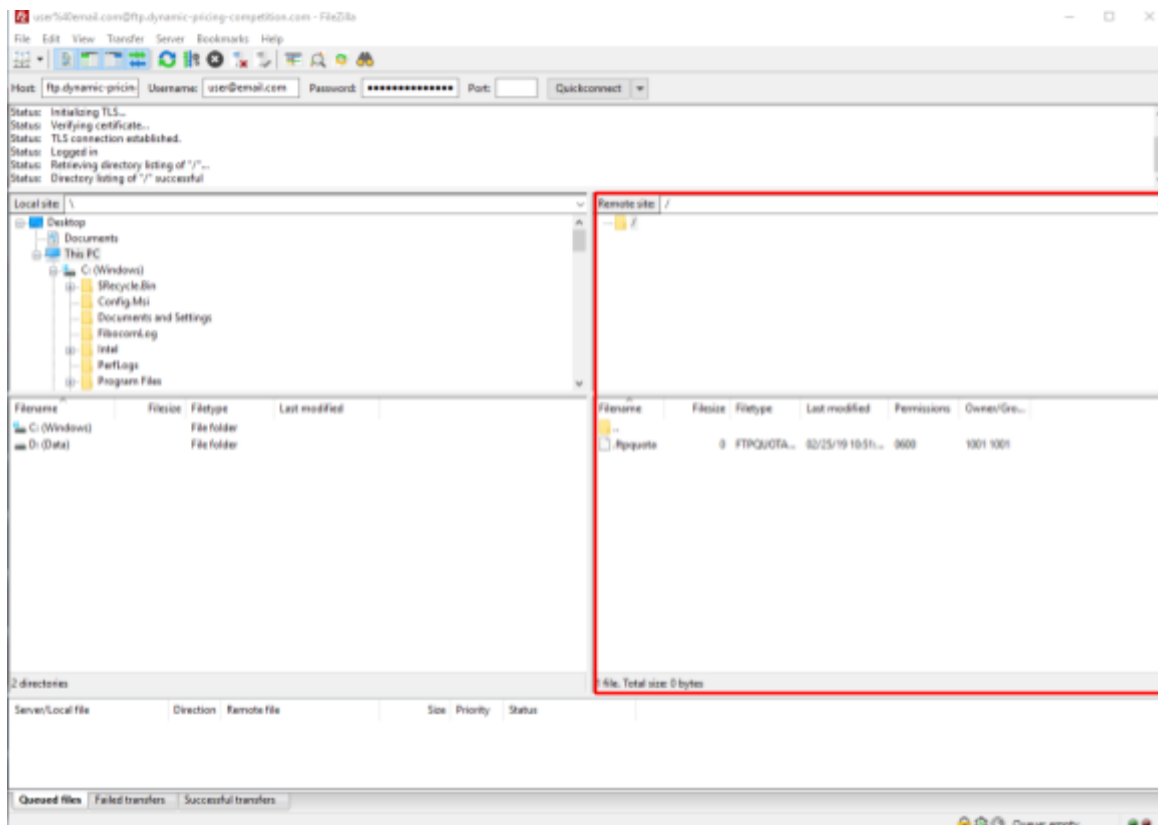 user%40email.com@ftp.dynamic-pricing-competition.com - FileZilla
File Edit View Transfer Server Bookmarks Help
Host: ftp.dynamic-pricin Username: user@email.com Password: •••••••••••••• Port: Quickconnect
Status: Initializing TLS...
Status: Verifying certificate...
Status: TLS connection established.
Status: Logged in
Status: Retrieving directory listing of "/"...
Status: Directory listing of "/" successful
Local site: \
Desktop
Documents
This PC
C: (Windows)
$Recycle.Bin
Config.Msi
Documents and Settings
FibocomLog
Intel
PerfLogs
Program Files
Remote site: /
/
Filename Filesize Filetype Last modified
C: (Windows) File folder
D: (Data) File folder
2 directories
Filename Filesize Filetype Last modified Permissions Owner/Gro...
..
.ftpquota 0 FTPQUOTA... 02/25/19 10:51:... 0600 1001 1001
1 file. Total size: 0 bytes
Server/Local file Direction Remote file Size Priority Status
Queued files Failed transfers Successful transfers
Queue: empty